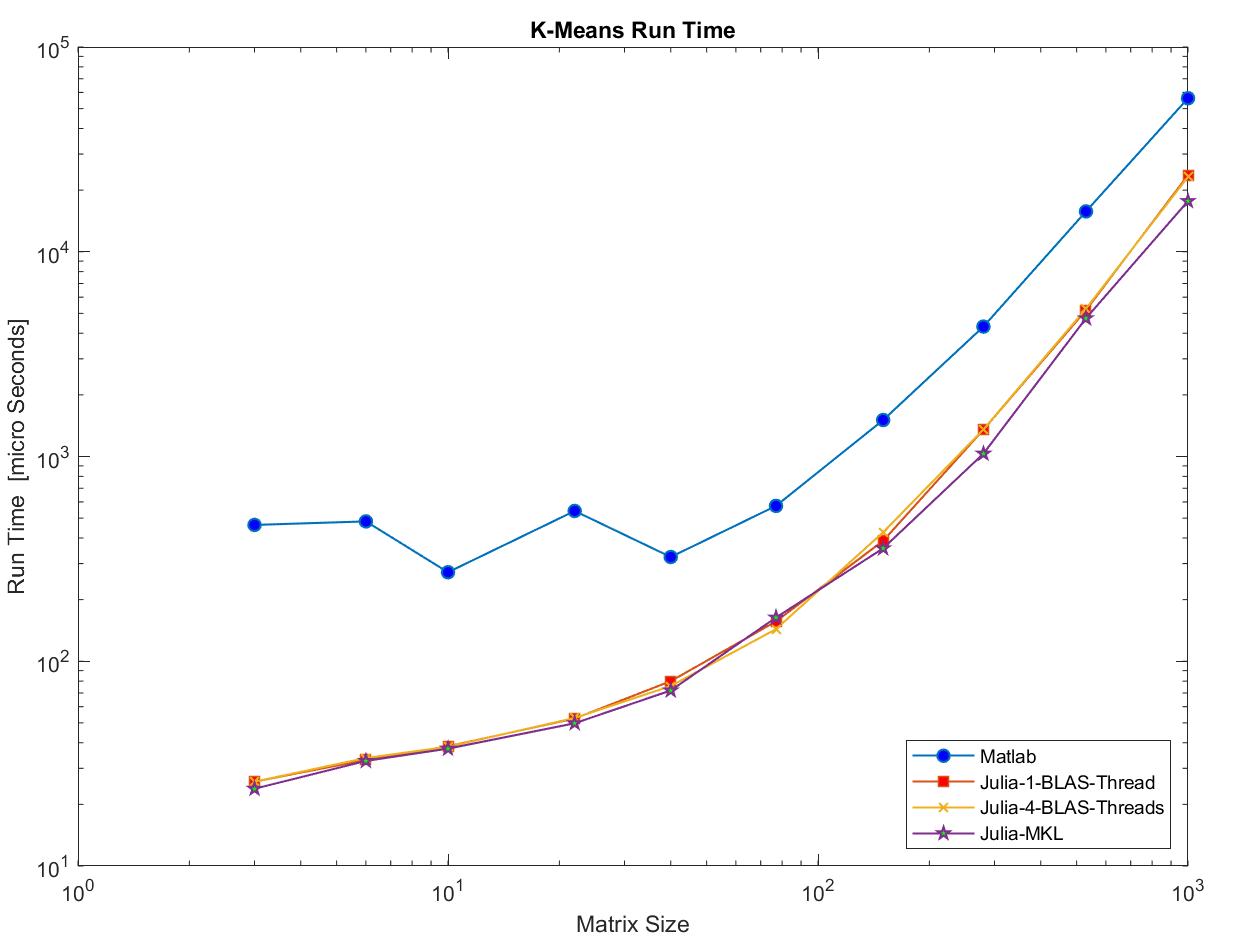 K-Means Run Time
Run Time [micro Seconds]
10^5
10^4
10^3
10^2
10^1
10^0
10^1
10^2
10^3
Matrix Size
Matlab
Julia-1-BLAS-Thread
Julia-4-BLAS-Threads
Julia-MKL